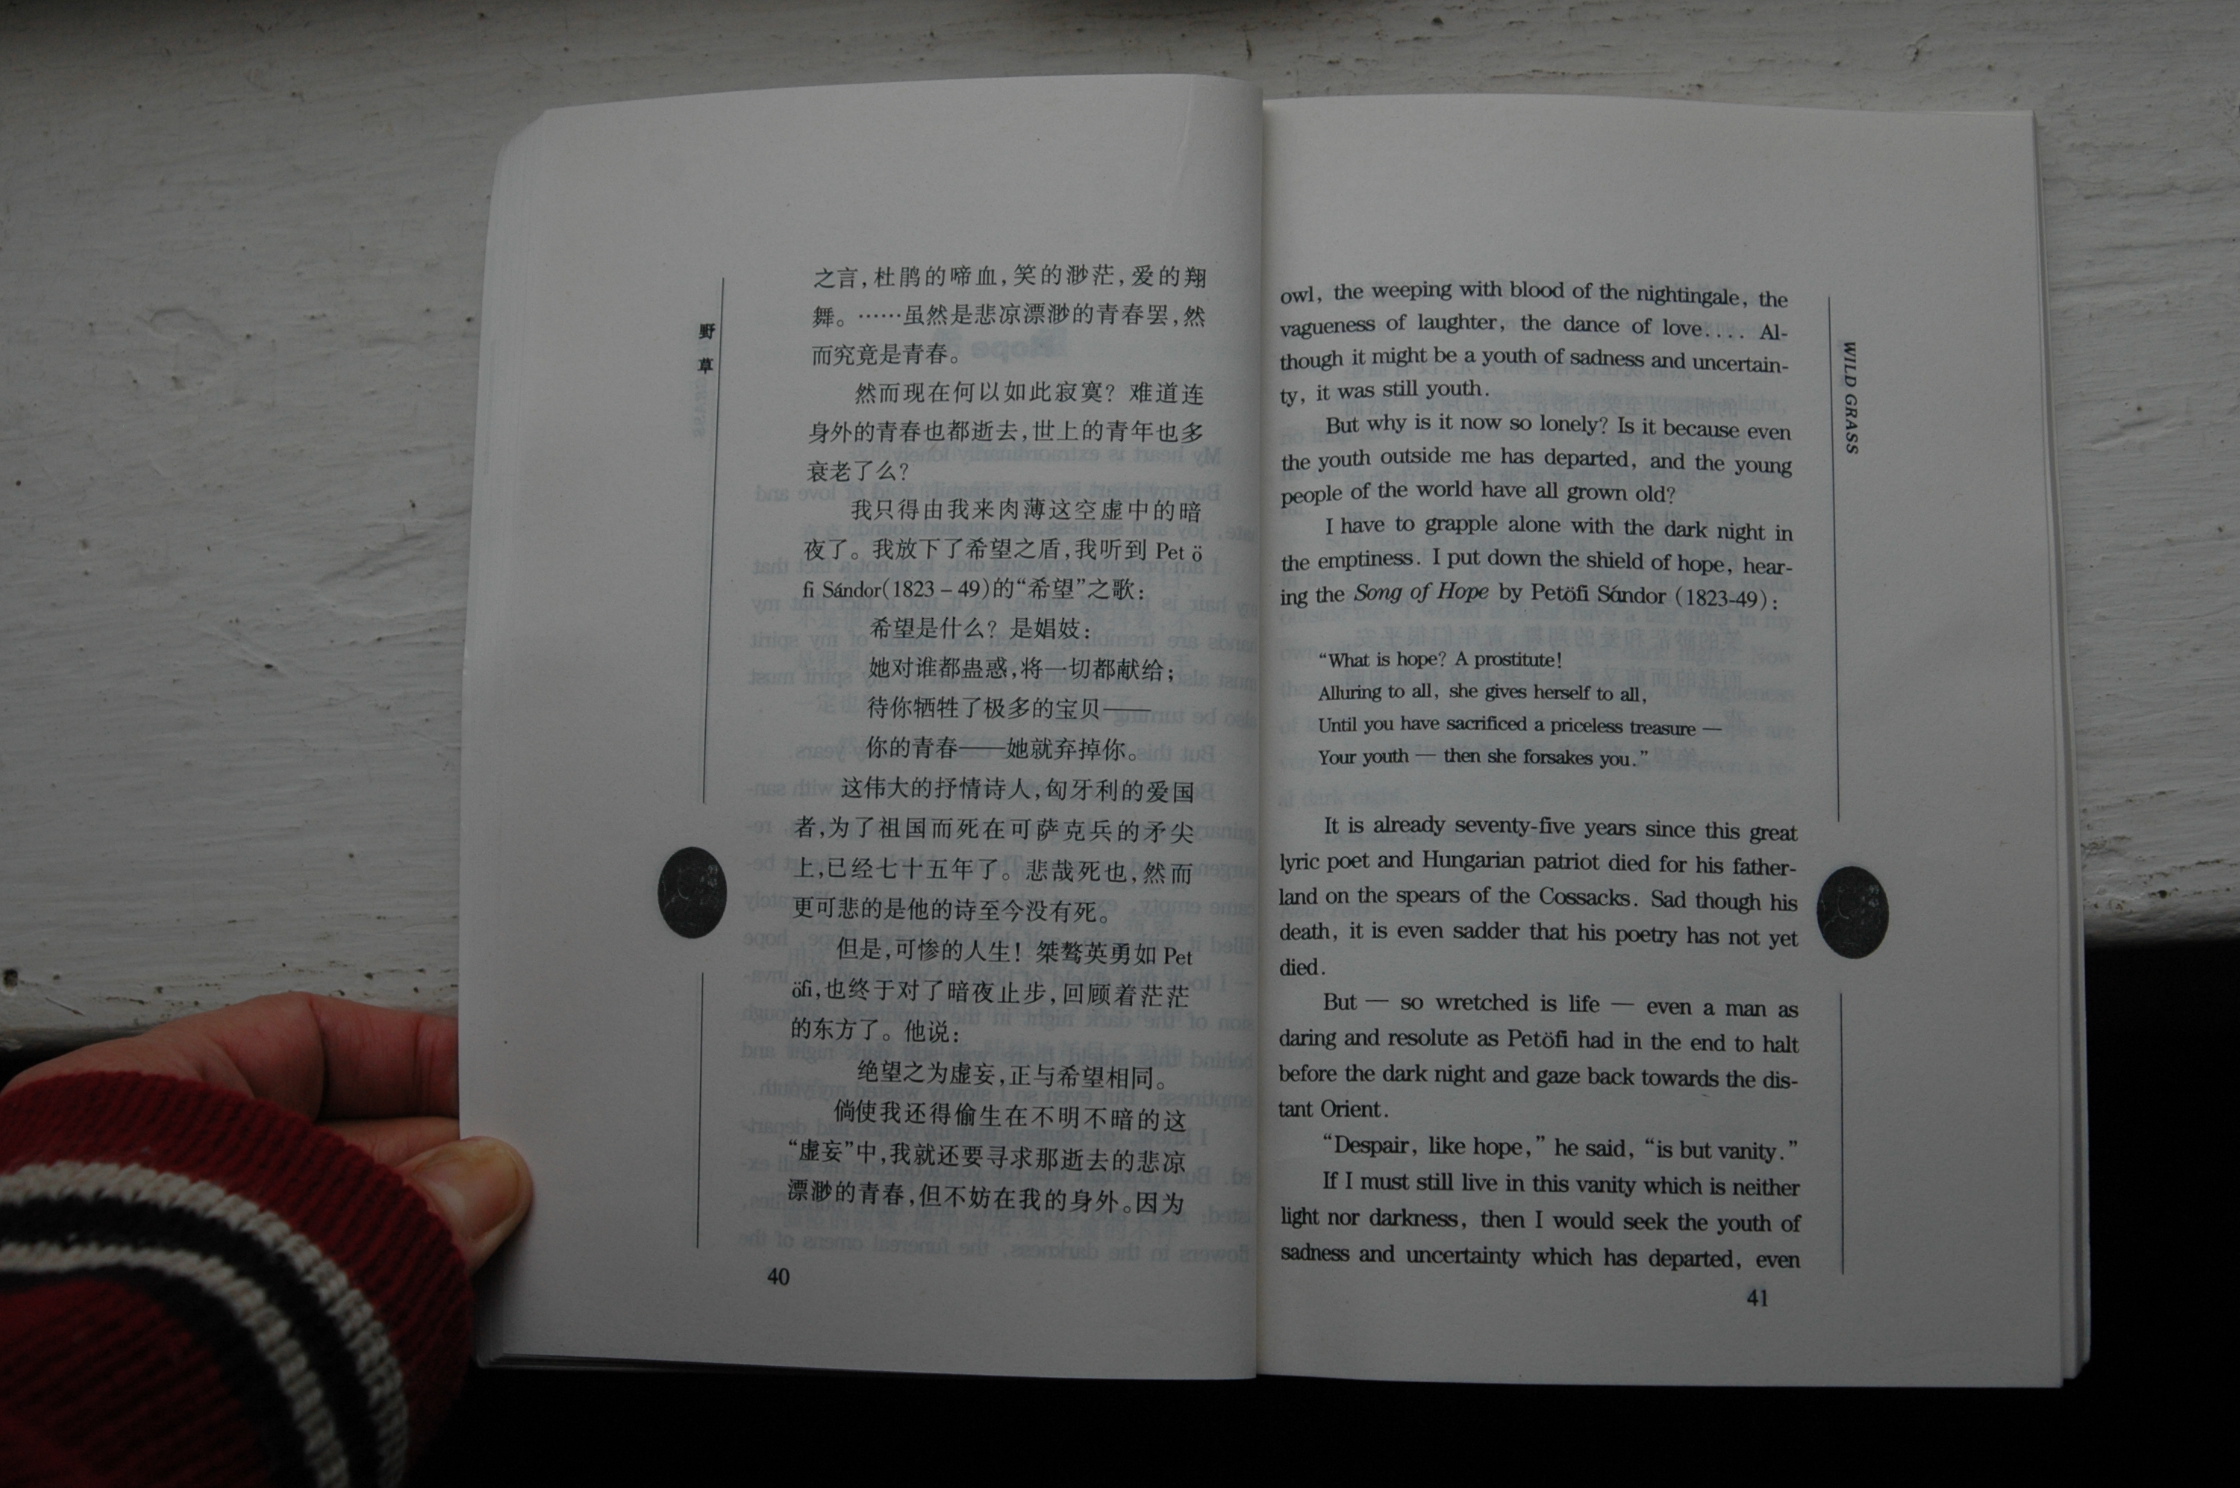 野草
之言,杜鹃的啼血,笑的渺茫,爱的翔
舞。……虽然是悲凉漂渺的青春罢,然
而究竟是青春。
然而现在何以如此寂寞？难道连
身外的青春也都逝去,世上的青年也多
衰老了么？
我只得由我来肉薄这空虚中的暗
夜了。我放下了希望之盾,我听到 Pet ö
fi Sándor(1823－49)的“希望”之歌:
希望是什么？是娼妓:
她对谁都蛊惑,将一切都献给;
待你牺牲了极多的宝贝——
你的青春——她就弃掉你。
这伟大的抒情诗人,匈牙利的爱国
者,为了祖国而死在可萨克兵的矛尖
上,已经七十五年了。悲哉死也,然而
更可悲的是他的诗至今没有死。
但是,可惨的人生！桀骜英勇如 Pet
öfi,也终于对了暗夜止步,回顾着茫茫
的东方了。他说:
绝望之为虚妄,正与希望相同。
倘使我还得偷生在不明不暗的这
“虚妄”中,我就还要寻求那逝去的悲凉
漂渺的青春,但不妨在我的身外。因为
40
WILD GRASS
owl, the weeping with blood of the nightingale, the
vagueness of laughter, the dance of love.... Al-
though it might be a youth of sadness and uncertain-
ty, it was still youth.
But why is it now so lonely? Is it because even
the youth outside me has departed, and the young
people of the world have all grown old?
I have to grapple alone with the dark night in
the emptiness. I put down the shield of hope, hear-
ing the Song of Hope by Petöfi Sándor (1823-49):
“What is hope? A prostitute!
Alluring to all, she gives herself to all,
Until you have sacrificed a priceless treasure —
Your youth — then she forsakes you.”
It is already seventy-five years since this great
lyric poet and Hungarian patriot died for his father-
land on the spears of the Cossacks. Sad though his
death, it is even sadder that his poetry has not yet
died.
But — so wretched is life — even a man as
daring and resolute as Petöfi had in the end to halt
before the dark night and gaze back towards the dis-
tant Orient.
“Despair, like hope,” he said, “is but vanity.”
If I must still live in this vanity which is neither
light nor darkness, then I would seek the youth of
sadness and uncertainty which has departed, even
41